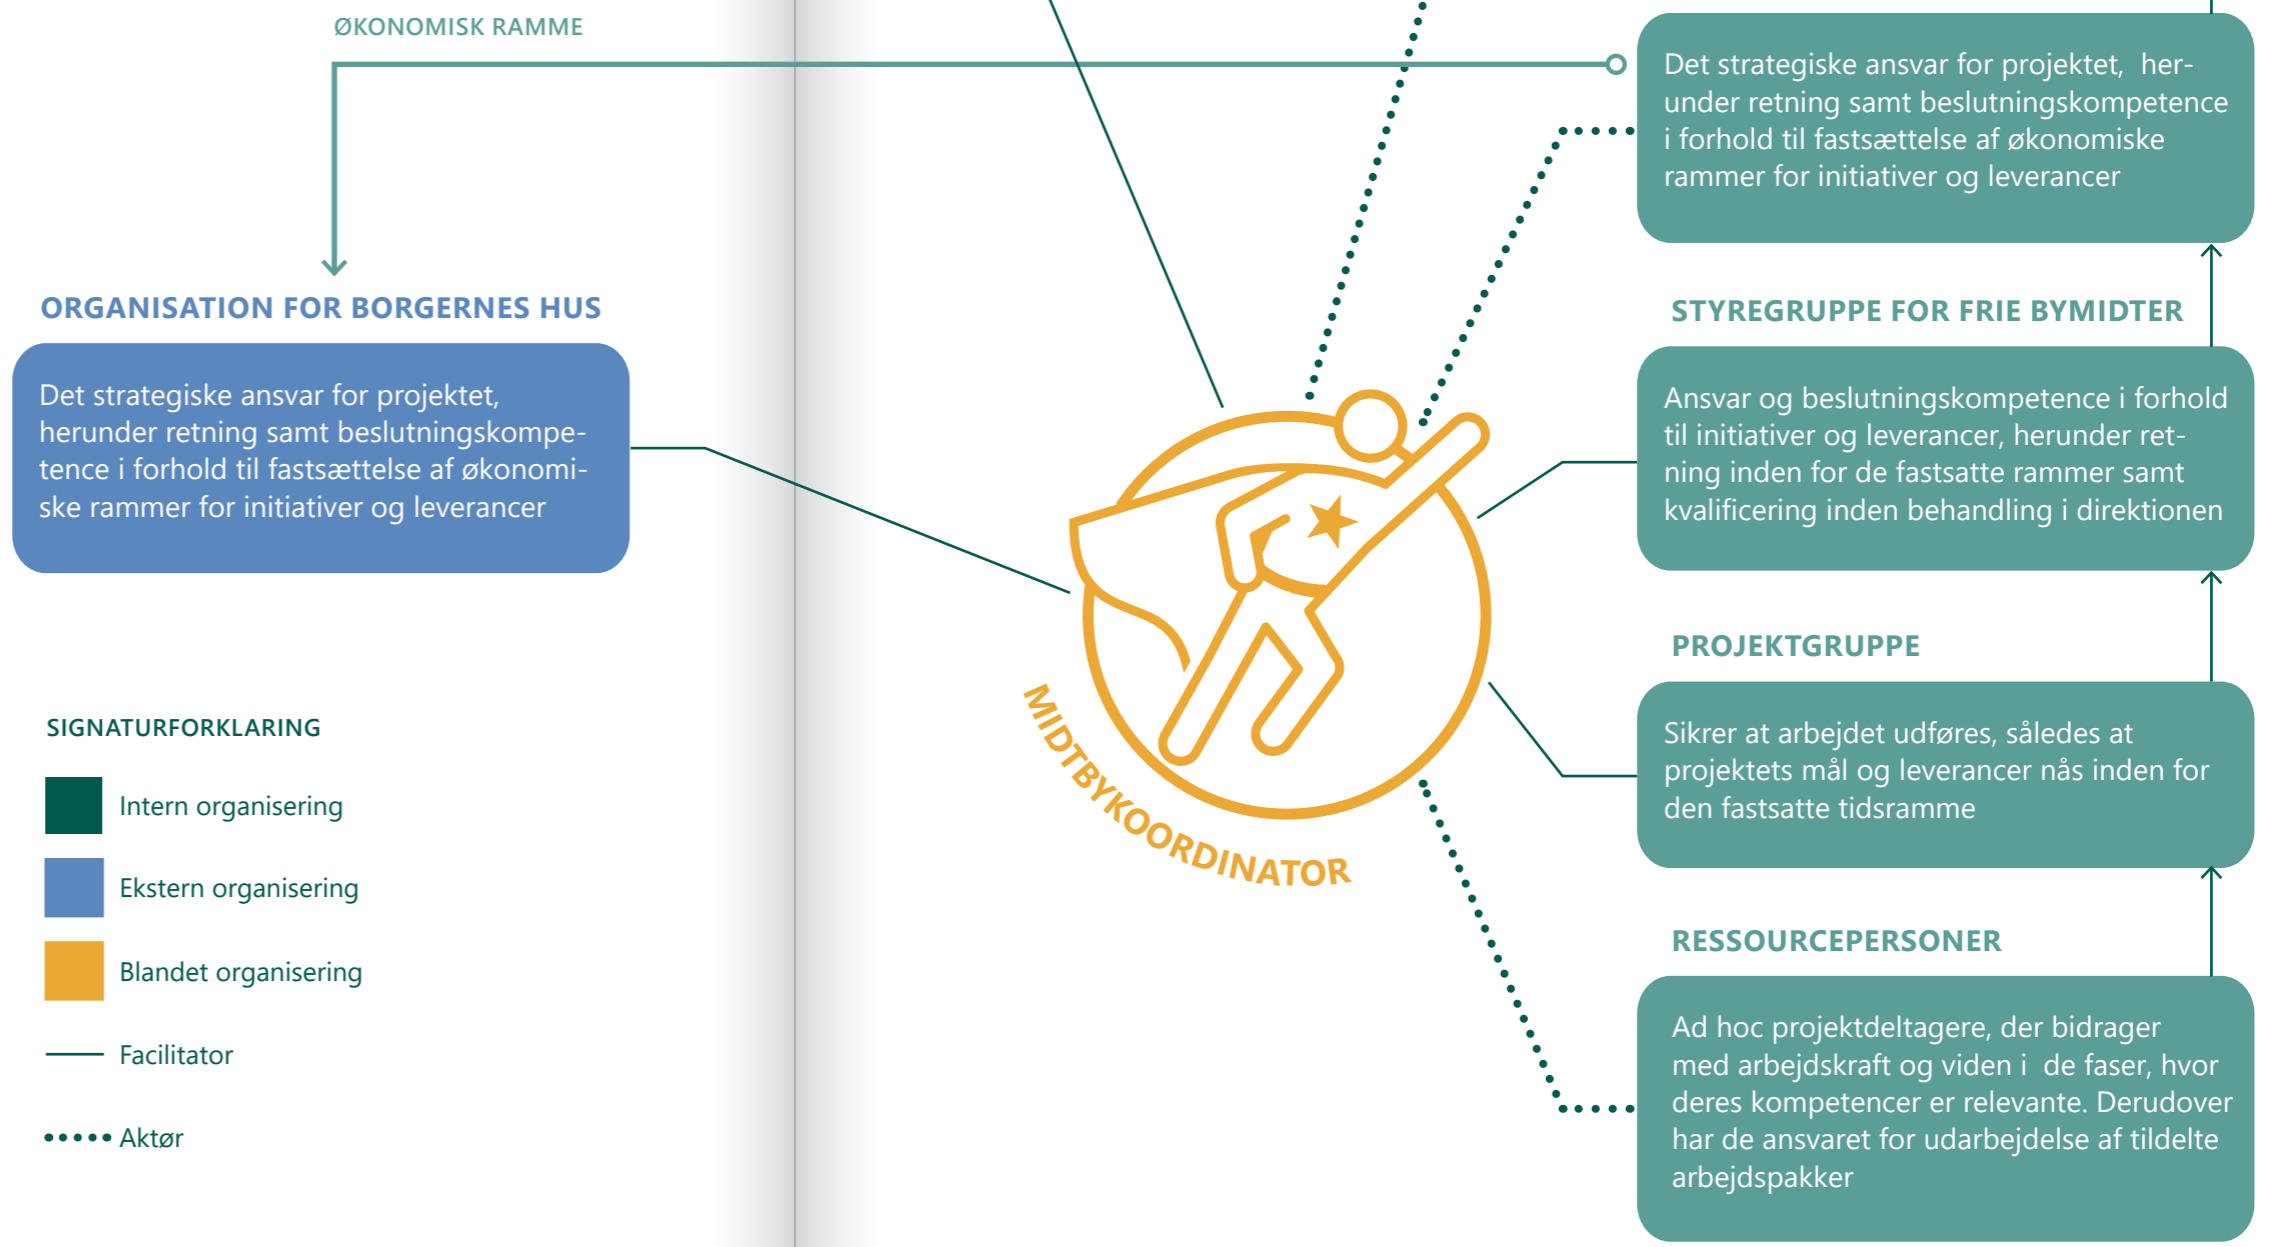 ØKONOMISK RAMME
ORGANISATION FOR BORGERNES HUS
Det strategiske ansvar for projektet,
herunder retning samt beslutningskompe-
tence i forhold til fastsættelse af økonomi-
ske rammer for initiativer og leverancer
SIGNATURFORKLARING
Intern organisering
Ekstern organisering
Blandet organisering
Facilitator
Aktør
MIDTBYKOORDINATOR
Det strategiske ansvar for projektet, her-
under retning samt beslutningskompetence
i forhold til fastsættelse af økonomiske
rammer for initiativer og leverancer
STYREGRUPPE FOR FRIE BYMIDTER
Ansvar og beslutningskompetence i forhold
til initiativer og leverancer, herunder ret-
ning inden for de fastsatte rammer samt
kvalificering inden behandling i direktionen
PROJEKTGRUPPE
Sikrer at arbejdet udføres, således at
projektets mål og leverancer nås inden for
den fastsatte tidsramme
RESSOURCEPERSONER
Ad hoc projektdeltagere, der bidrager
med arbejdskraft og viden i de faser, hvor
deres kompetencer er relevante. Derudover
har de ansvaret for udarbejdelse af tildelte
arbejdspakker